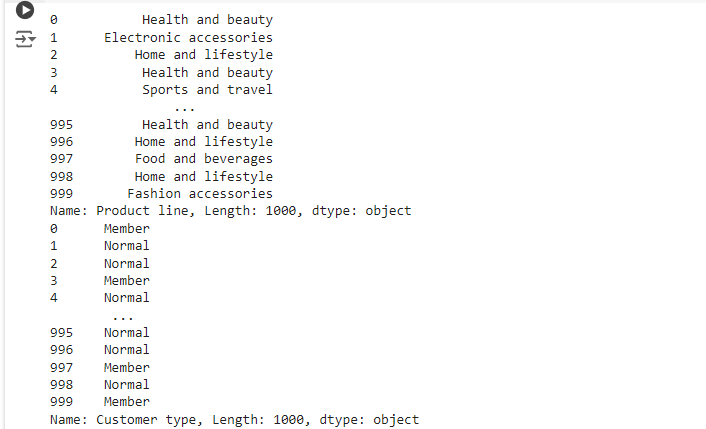 0 Health and beauty
1 Electronic accessories
2 Home and lifestyle
3 Health and beauty
4 Sports and travel
...
995 Health and beauty
996 Home and lifestyle
997 Food and beverages
998 Home and lifestyle
999 Fashion accessories
Name: Product line, Length: 1000, dtype: object
0 Member
1 Normal
2 Normal
3 Member
4 Normal
...
995 Normal
996 Normal
997 Member
998 Normal
999 Member
Name: Customer type, Length: 1000, dtype: object